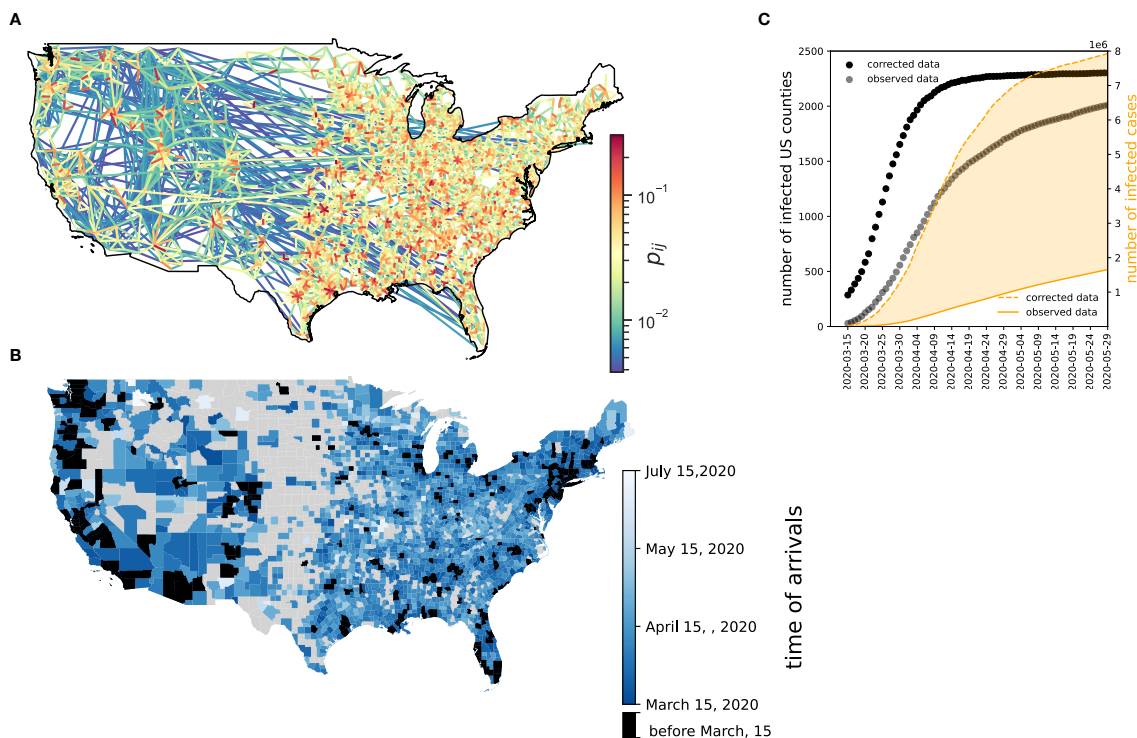 A
10⁻¹
p_ij
10⁻²
B
July 15,2020
May 15, 2020
April 15, , 2020
March 15, 2020
before March, 15
time of arrivals
C
1e6
2500
2000
1500
1000
500
0
number of infected US counties
corrected data
observed data
8
7
6
5
4
3
2
1
number of infected cases
corrected data
observed data
2020-03-15
2020-03-20
2020-03-25
2020-03-30
2020-04-04
2020-04-09
2020-04-14
2020-04-19
2020-04-24
2020-04-29
2020-05-04
2020-05-09
2020-05-14
2020-05-19
2020-05-24
2020-05-29